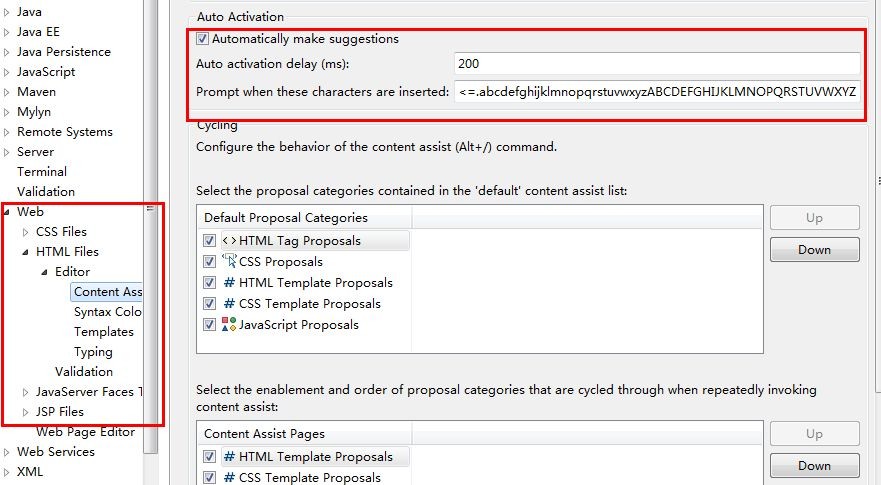 Java
Java EE
Java Persistence
JavaScript
Maven
Mylyn
Remote Systems
Server
Terminal
Validation
Web
CSS Files
HTML Files
Editor
Content Ass
Syntax Colo
Templates
Typing
Validation
JavaServer Faces T
JSP Files
Web Page Editor
Web Services
XML
Auto Activation
Automatically make suggestions
Auto activation delay (ms): 200
Prompt when these characters are inserted: <=.abcdefghijklmnopqrstuvwxyzABCDEFGHIJKLMNOPQRSTUVWXYZ
Cycling
Configure the behavior of the content assist (Alt+/) command.
Select the proposal categories contained in the 'default' content assist list:
Default Proposal Categories
HTML Tag Proposals
CSS Proposals
HTML Template Proposals
CSS Template Proposals
JavaScript Proposals
Up
Down
Select the enablement and order of proposal categories that are cycled through when repeatedly invoking
content assist:
Content Assist Pages
HTML Template Proposals
CSS Template Proposals
Up
Down